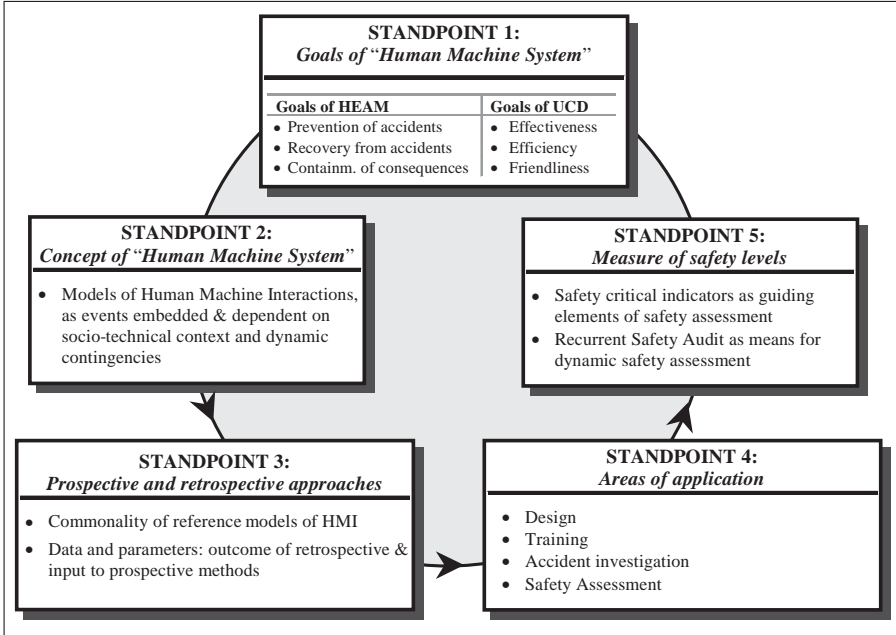 STANDPOINT 1:
Goals of “Human Machine System”
Goals of HEAM
• Prevention of accidents
• Recovery from accidents
• Containm. of consequences
Goals of UCD
• Effectiveness
• Efficiency
• Friendliness
STANDPOINT 2:
Concept of “Human Machine System”
• Models of Human Machine Interactions,
as events embedded & dependent on
socio-technical context and dynamic
contingencies
STANDPOINT 3:
Prospective and retrospective approaches
• Commonality of reference models of HMI
• Data and parameters: outcome of retrospective &
input to prospective methods
STANDPOINT 4:
Areas of application
• Design
• Training
• Accident investigation
• Safety Assessment
STANDPOINT 5:
Measure of safety levels
• Safety critical indicators as guiding
elements of safety assessment
• Recurrent Safety Audit as means for
dynamic safety assessment